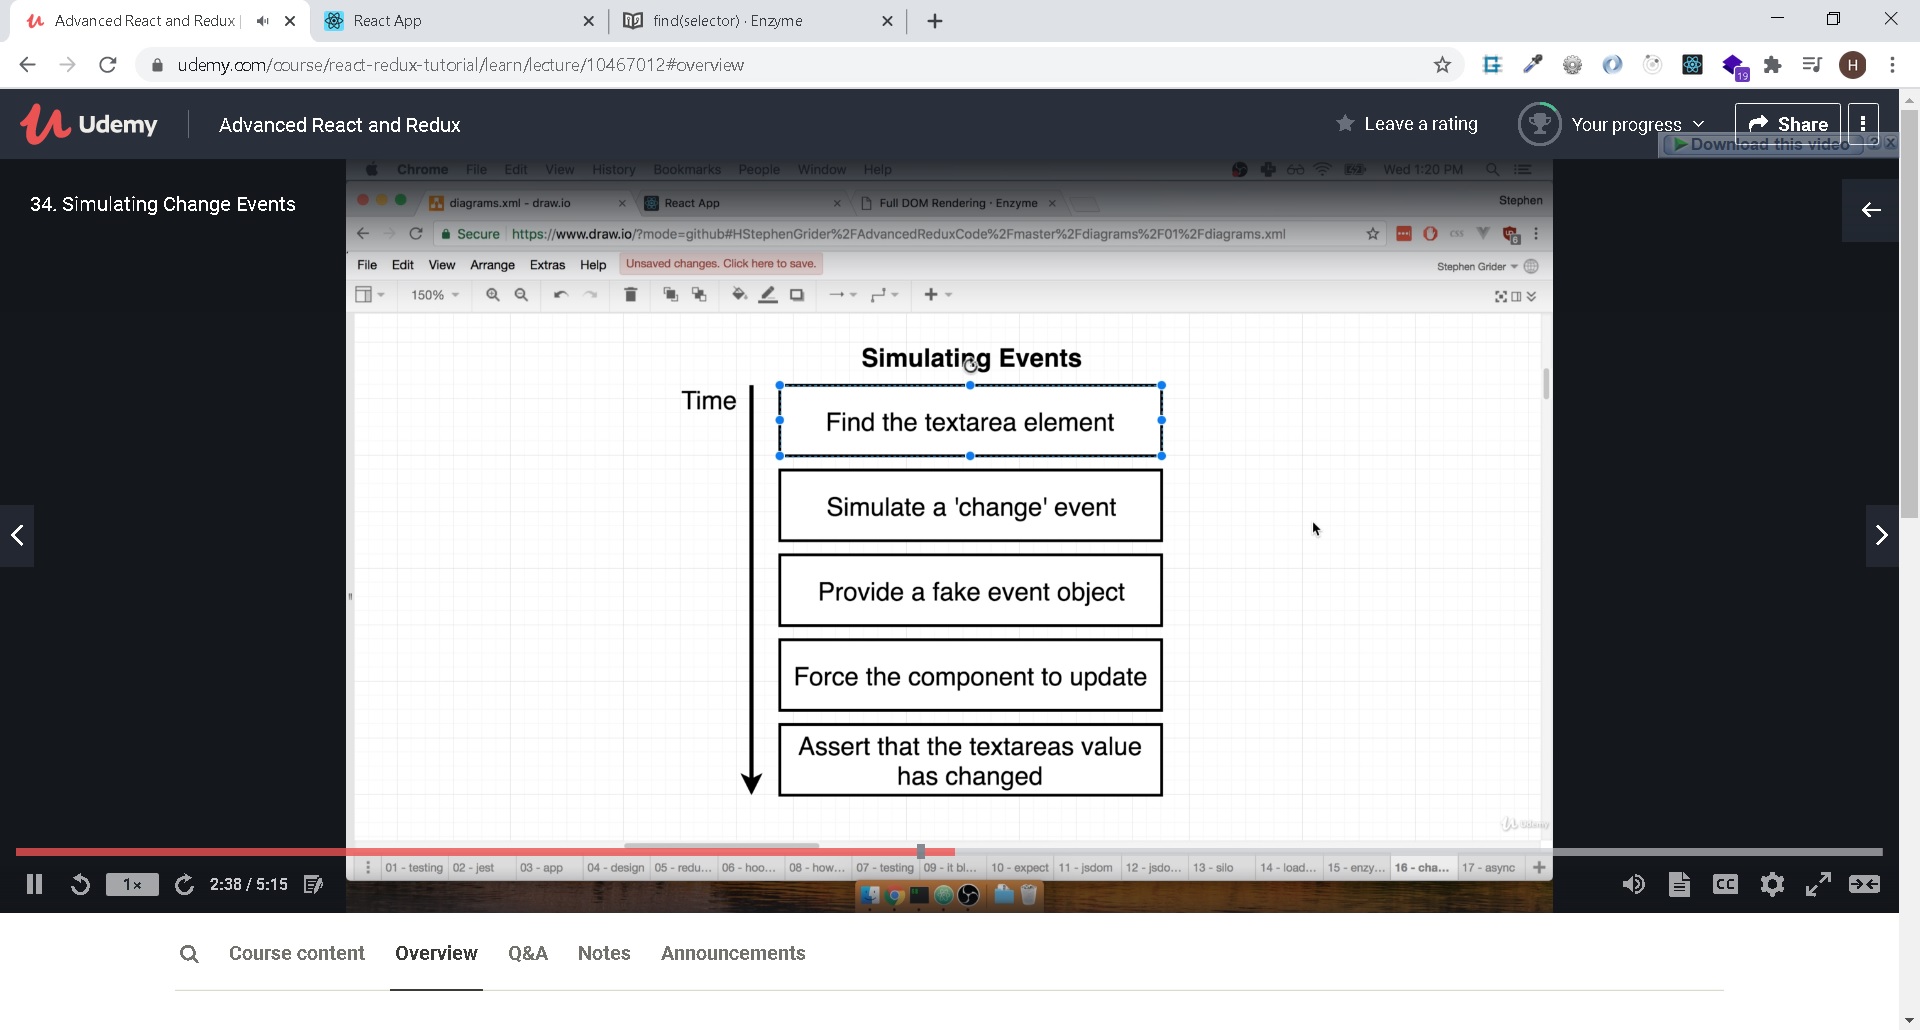 Advanced React and Redux
React App
find(selector) · Enzyme
udemy.com/course/react-redux-tutorial/learn/lecture/10467012#overview
19
H
Udemy
Advanced React and Redux
Leave a rating
Your progress
Share
Download this video
? X
34. Simulating Change Events
Chrome File Edit View History Bookmarks People Window Help
Wed 1:20 PM
diagrams.xml - draw.io
React App
Full DOM Rendering · Enzyme
Stephen
Secure https://www.draw.io/?mode=github#HStephenGrider%2FAdvancedReduxCode%2Fmaster%2Fdiagrams%2F01%2Fdiagrams.xml
CSS
6
File Edit View Arrange Extras Help
Unsaved changes. Click here to save.
Stephen Grider
150%
Simulating Events
Time
Find the textarea element
Simulate a 'change' event
Provide a fake event object
Force the component to update
Assert that the textareas value
has changed
Udemy
01 - testing 02 - jest 03 - app 04 - design 05 - redu... 06 - hoo... 08 - how... 07 - testing 09 - it bl... 10 - expect 11 - jsdom 12 - jsdo... 13 - silo 14 - load... 15 - enzy... 16 - cha... 17 - async
1×
2:38 / 5:15
CC
Course content Overview Q&A Notes Announcements